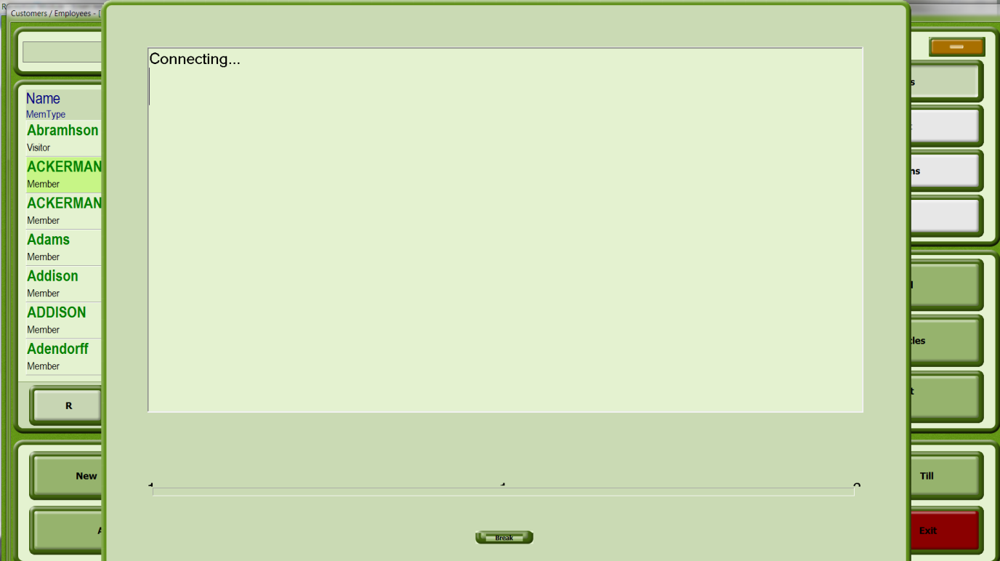 R
Customers / Employees - [
Connecting...
Name
MemType
Abramhson
Visitor
ACKERMAN
Member
ACKERMAN
Member
Adams
Member
Addison
Member
ADDISON
Member
Adendorff
Member
R
New
A
s
ns
cles
t
Till
Exit
Break